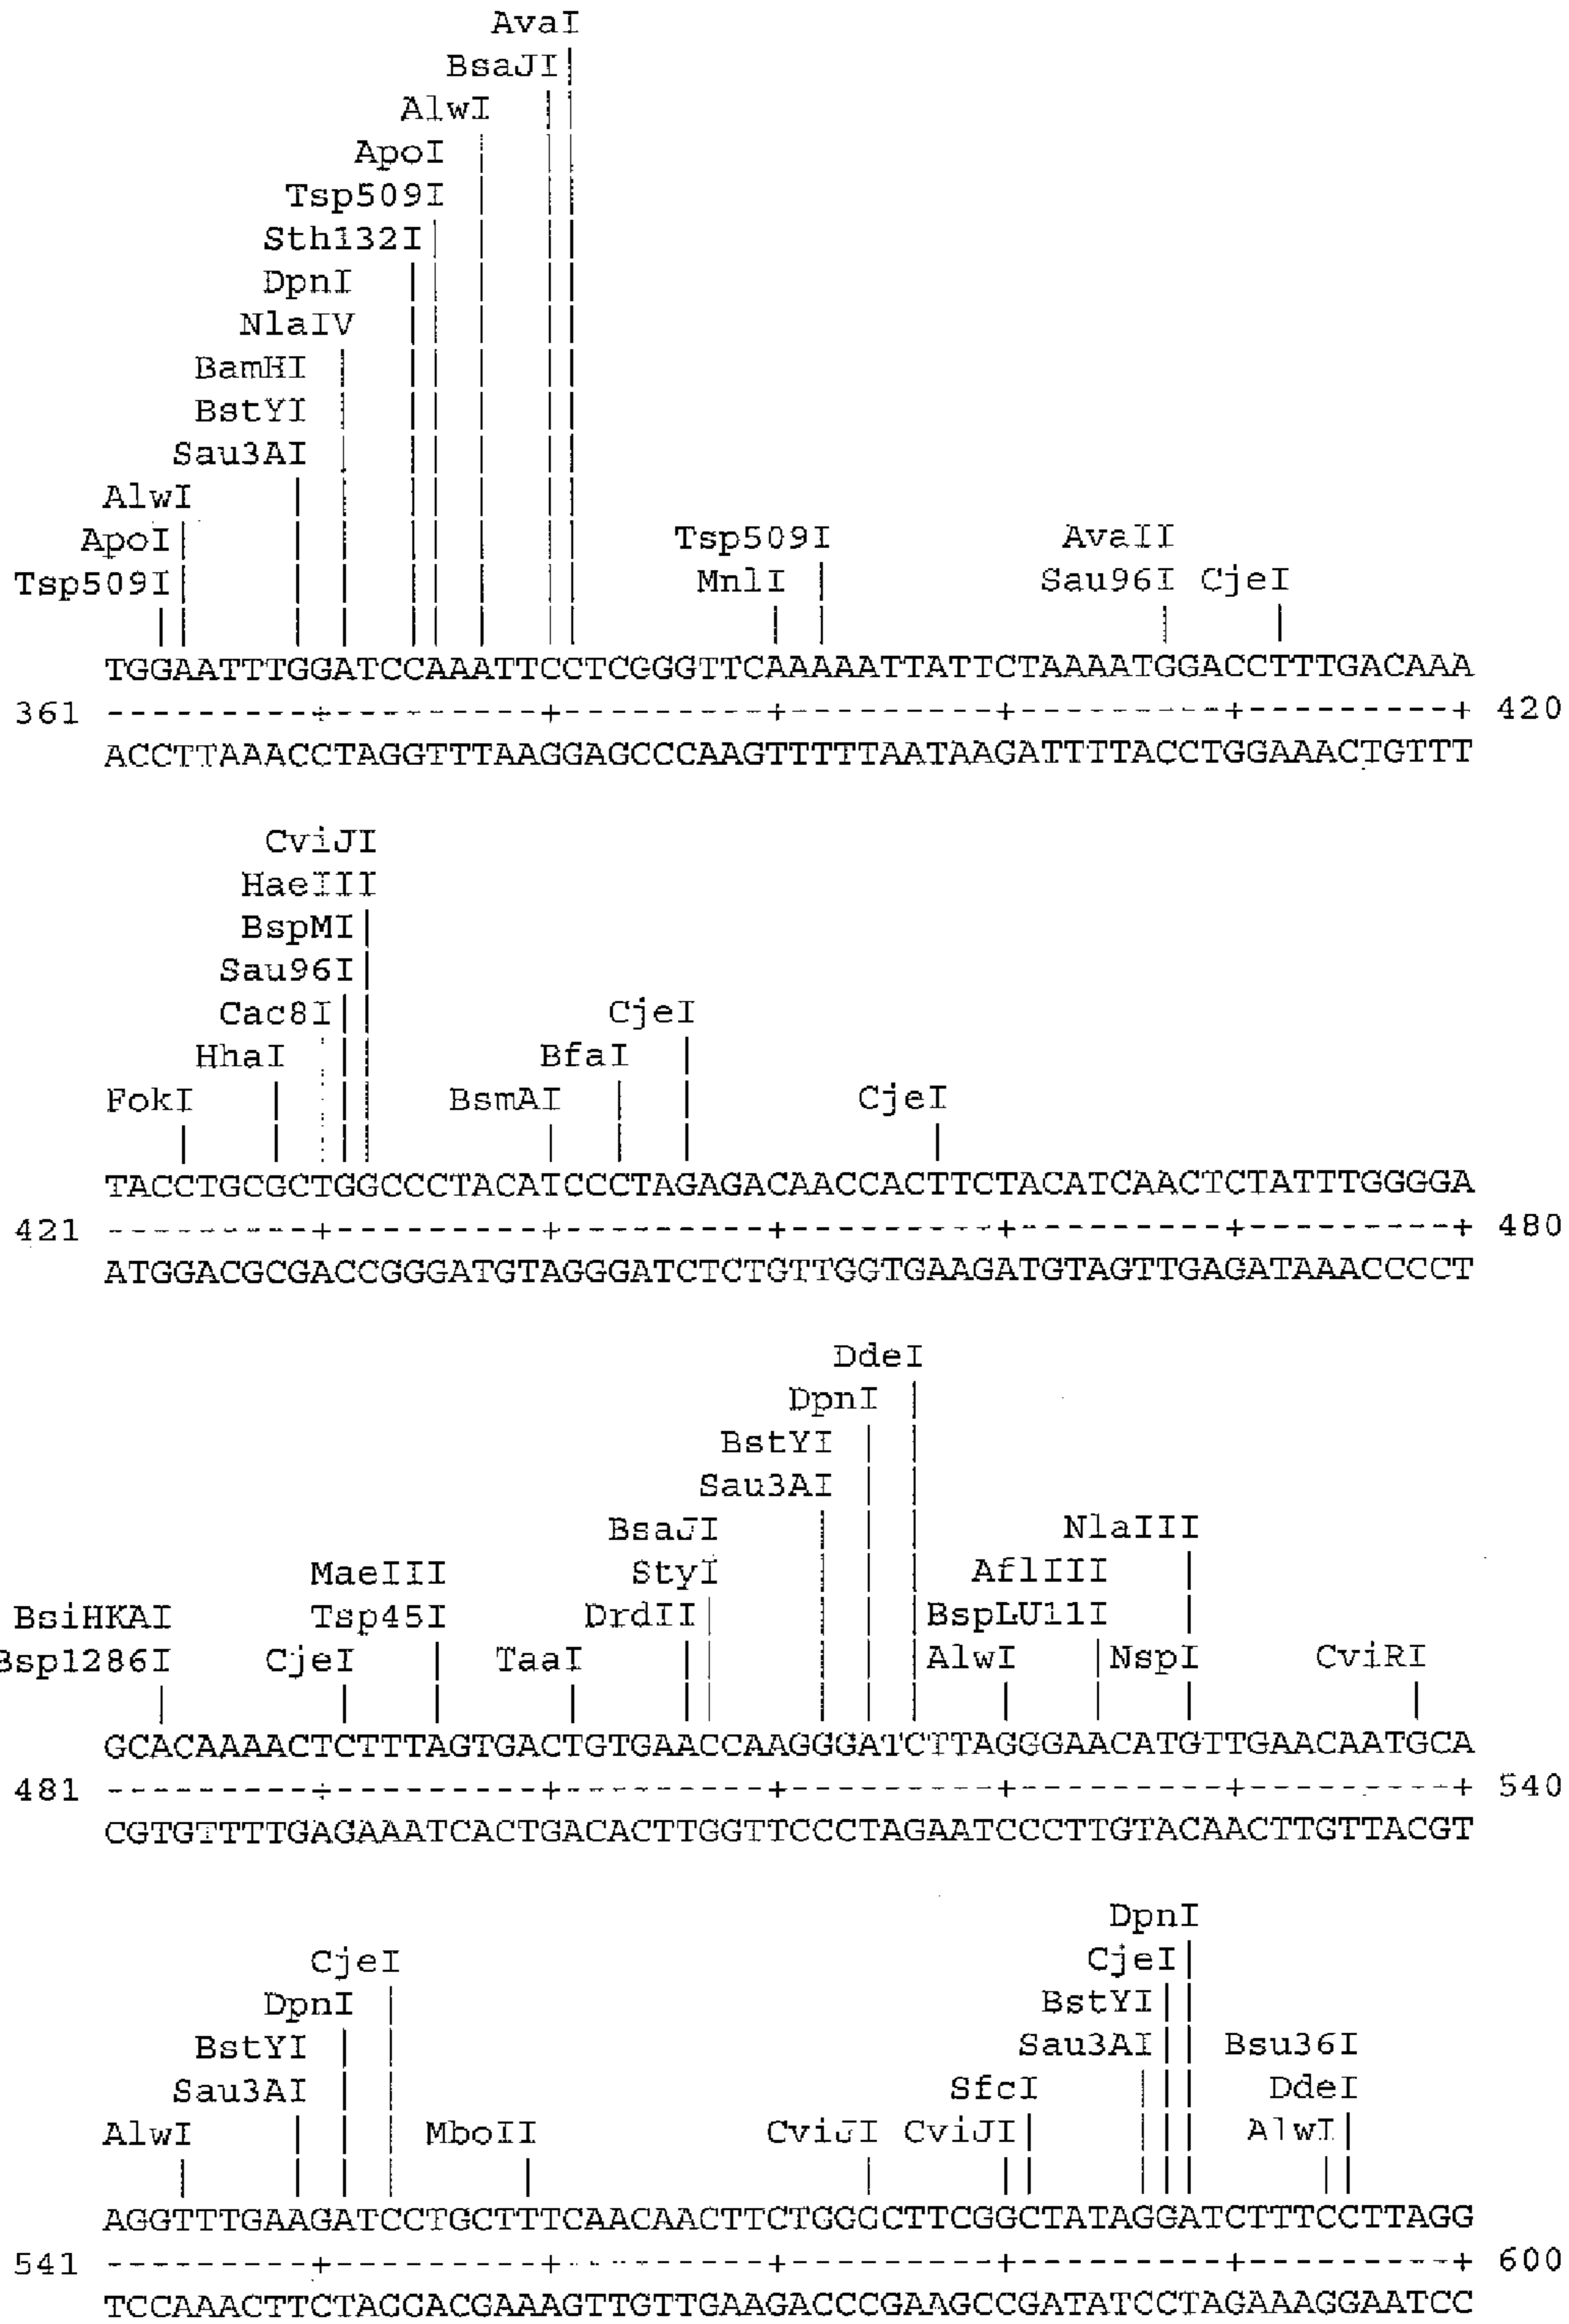 AvaI
BsaJI
AlwI
ApoI
Tsp509I
Sth132I
DpnI
NlaIV
BamHI
BstYI
Sau3AI
AlwI
ApoI Tsp509I AvaII
Tsp509I MnlI Sau96I CjeI
TGGAATTTGGATCCAAATTCCTCGGGTTCAAAAATTATTCTAAAATGGACCTTTGACAAA
361 ---------+---------+---------+---------+---------+---------+ 420
ACCTTAAACCTAGGTTTAAGGAGCCCAAGTTTTTAATAAGATTTTACCTGGAAACTGTTT
CviJI
HaeIII
BspMI
Sau96I
Cac8I CjeI
HhaI BfaI
FokI BsmAI CjeI
TACCTGCGCTGGCCCTACATCCCTAGAGACAACCACTTCTACATCAACTCTATTTGGGGA
421 ---------+---------+---------+---------+---------+---------+ 480
ATGGACGCGACCGGGATGTAGGGATCTCTGTTGGTGAAGATGTAGTTGAGATAAACCCCT
DdeI
DpnI
BstYI
Sau3AI
BsaJI NlaIII
MaeIII StyI AflIII
BsiHKAI Tsp45I DrdII BspLU11I
Bsp1286I CjeI TaaI AlwI NspI CviRI
GCACAAAACTCTTTAGTGACTGTGAACCAAGGGATCTTAGGGAACATGTTGAACAATGCA
481 ---------+---------+---------+---------+---------+---------+ 540
CGTGTTTTGAGAAATCACTGACACTTGGTTCCCTAGAATCCCTTGTACAACTTGTTACGT
DpnI
CjeI CjeI
DpnI BstYI
BstYI Sau3AI Bsu36I
Sau3AI SfcI DdeI
AlwI MboII CviJI CviJI AlwI
AGGTTTGAAGATCCTGCTTTCAACAACTTCTGGGCTTCGGCTATAGGATCTTTCCTTAGG
541 ---------+---------+---------+---------+---------+---------+ 600
TCCAAACTTCTAGGACGAAAGTTGTTGAAGACCCGAAGCCGATATCCTAGAAAGGAATCC